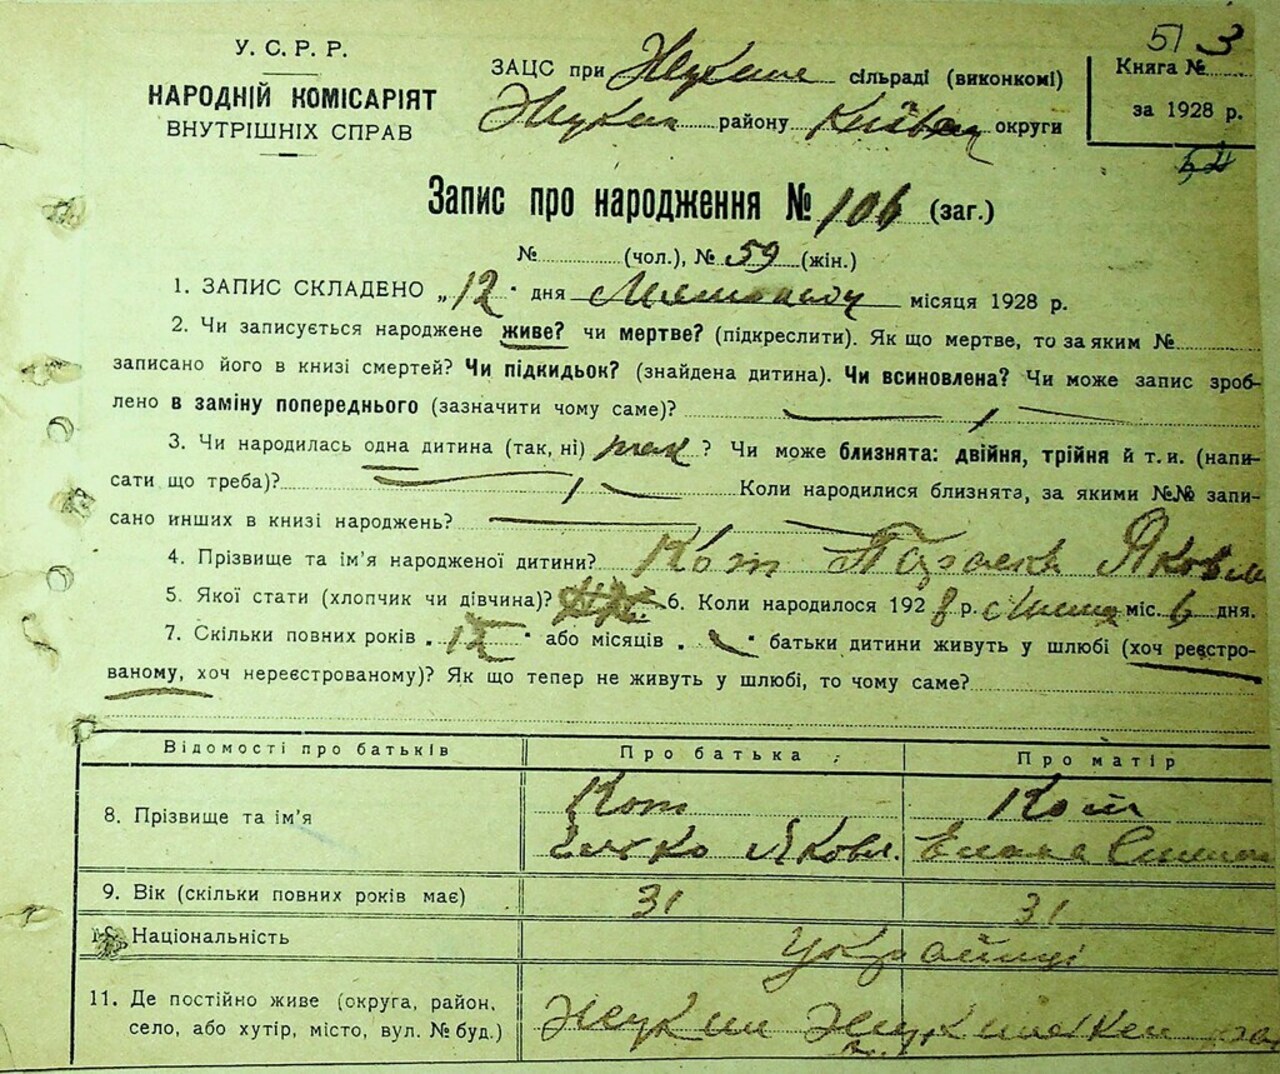 У. С. Р. Р.
НАРОДНІЙ КОМІСАРІЯТ
ВНУТРІШНІХ СПРАВ
ЗАЦС при сільраді (виконкомі)
району округи
51 3
Книга №
за 1928 р.
Запис про народження № 106 (заг.)
№ (чол.), № 59 (жін.)
1. ЗАПИС СКЛАДЕНО „12" дня місяця 1928 р.
2. Чи записується народжене живе? чи мертве? (підкреслити). Як що мертве, то за яким №
записано його в книзі смертей? Чи підкидьок? (знайдена дитина). Чи всиновлена? Чи може запис зроб-
лено в заміну попереднього (зазначити чому саме)?
3. Чи народилась одна дитина (так, ні) так ? Чи може близнята: двійня, трійня й т. и. (напи-
сати що треба)? Коли народилися близнята, за якими №№ запи-
сано инших в книзі народжень?
4. Прізвище та ім'я народженої дитини? Кот Параска Яковл
5. Якої стати (хлопчик чи дівчина)? 6. Коли народилося 1928 р. міс. 6 дня.
7. Скільки повних років „12" або місяців „ " батьки дитини живуть у шлюбі (хоч реєстро-
ваному, хоч нереєстрованому)? Як що тепер не живуть у шлюбі, то чому саме?
Відомості про батьків Про батька Про матір
8. Прізвище та ім'я Кот Кот
Яковл. Елена
9. Вік (скільки повних років має) 31 31
Національність Українці
11. Де постійно живе (округа, район,
село, або хутір, місто, вул. № буд.)